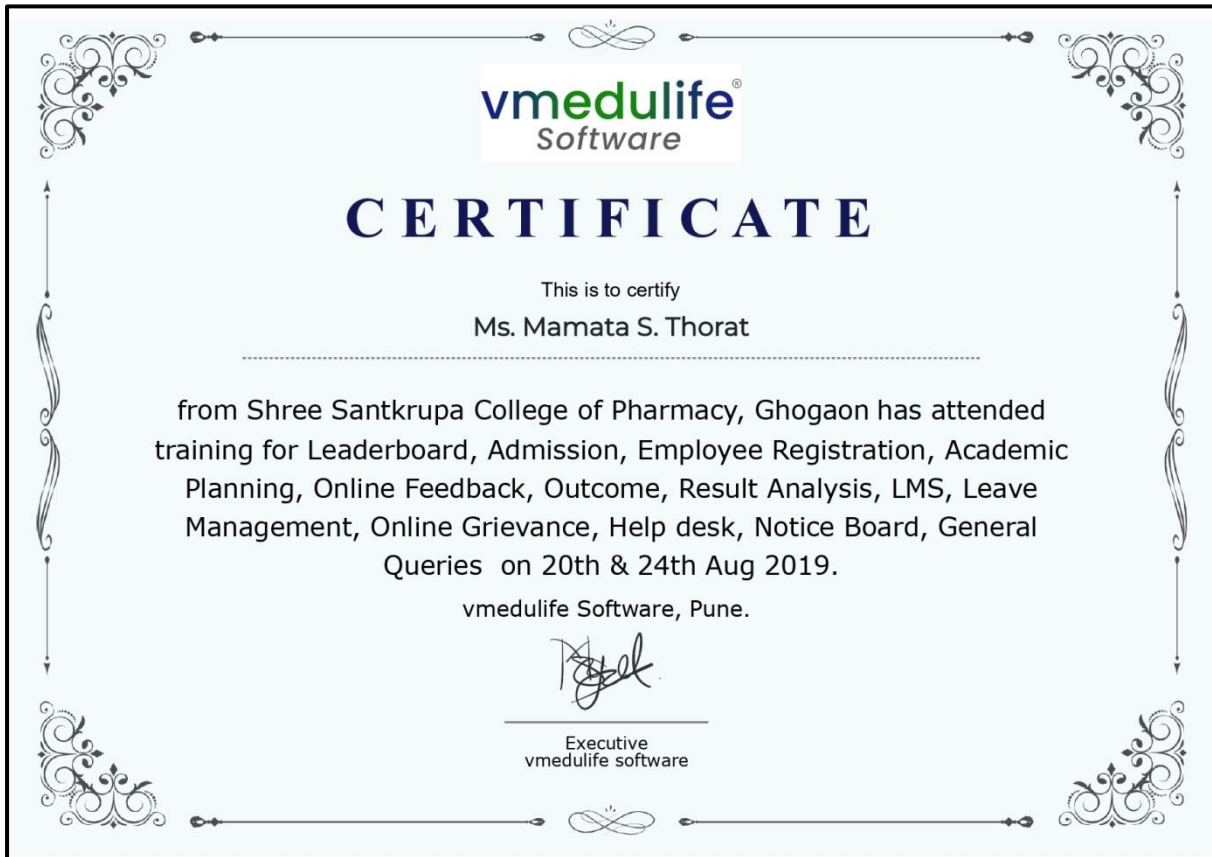 vmedulife®
Software
CERTIFICATE
This is to certify
Ms. Mamata S. Thorat
from Shree Santkrupa College of Pharmacy, Ghogaon has attended
training for Leaderboard, Admission, Employee Registration, Academic
Planning, Online Feedback, Outcome, Result Analysis, LMS, Leave
Management, Online Grievance, Help desk, Notice Board, General
Queries on 20th & 24th Aug 2019.
vmedulife Software, Pune.
Executive
vmedulife software